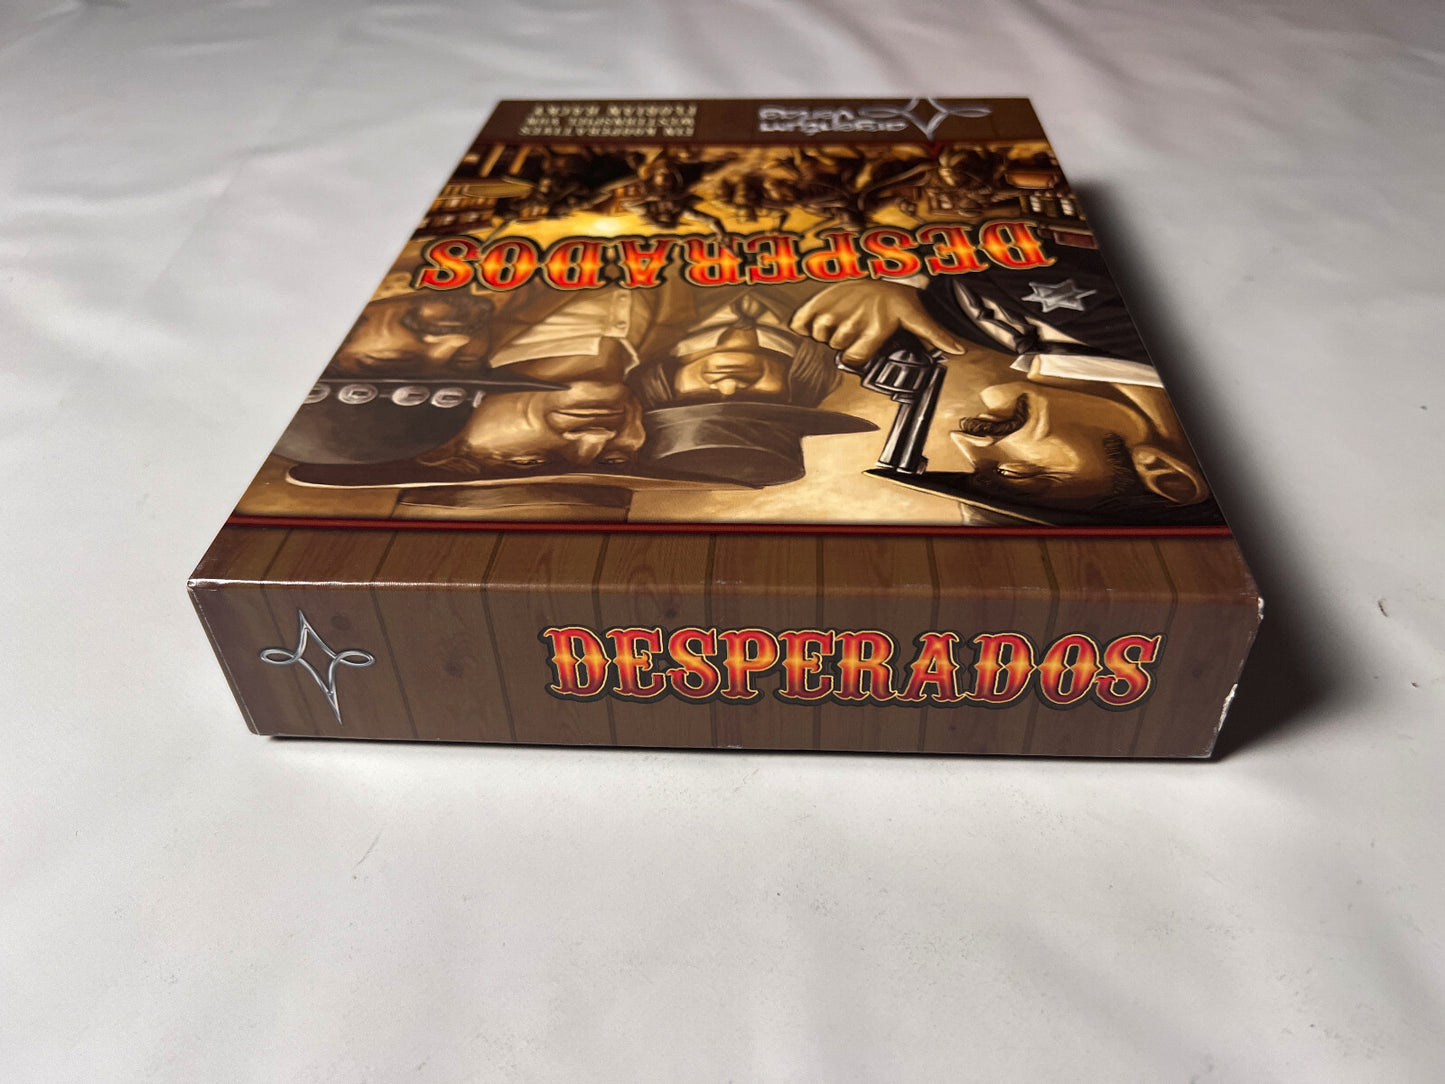 argentum
Verlag
EIN KOOPERATIVES
WESTERNSPIEL VON
FLORIAN RACKY
DESPERADOS
DESPERADOS